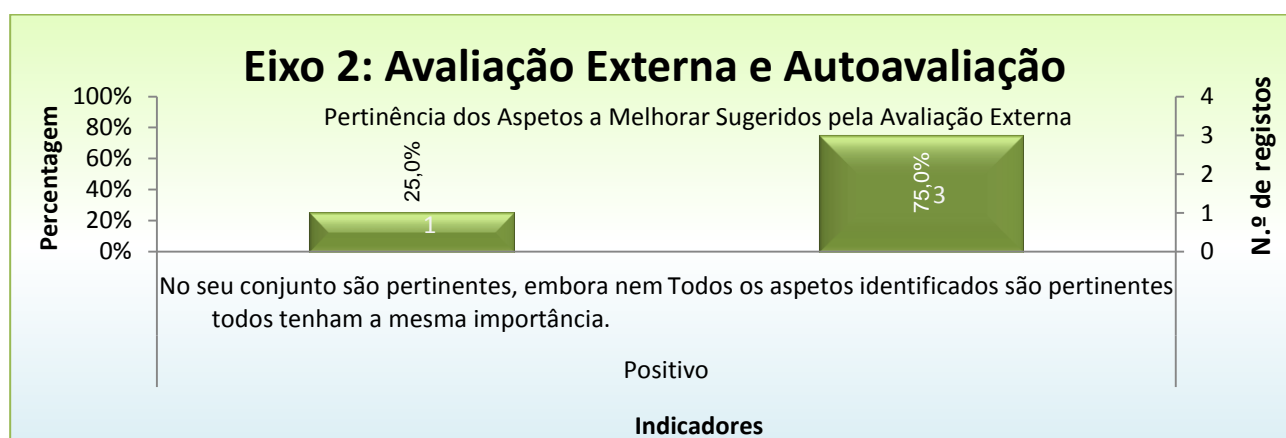 Eixo 2: Avaliação Externa e Autoavaliação
Pertinência dos Aspetos a Melhorar Sugeridos pela Avaliação Externa
Percentagem
100%
80%
60%
40%
20%
0%
25,0%
1
75,0%
3
4
3
2
1
0
N.º de registos
No seu conjunto são pertinentes, embora nem
todos tenham a mesma importância.
Todos os aspetos identificados são pertinentes
Positivo
Indicadores